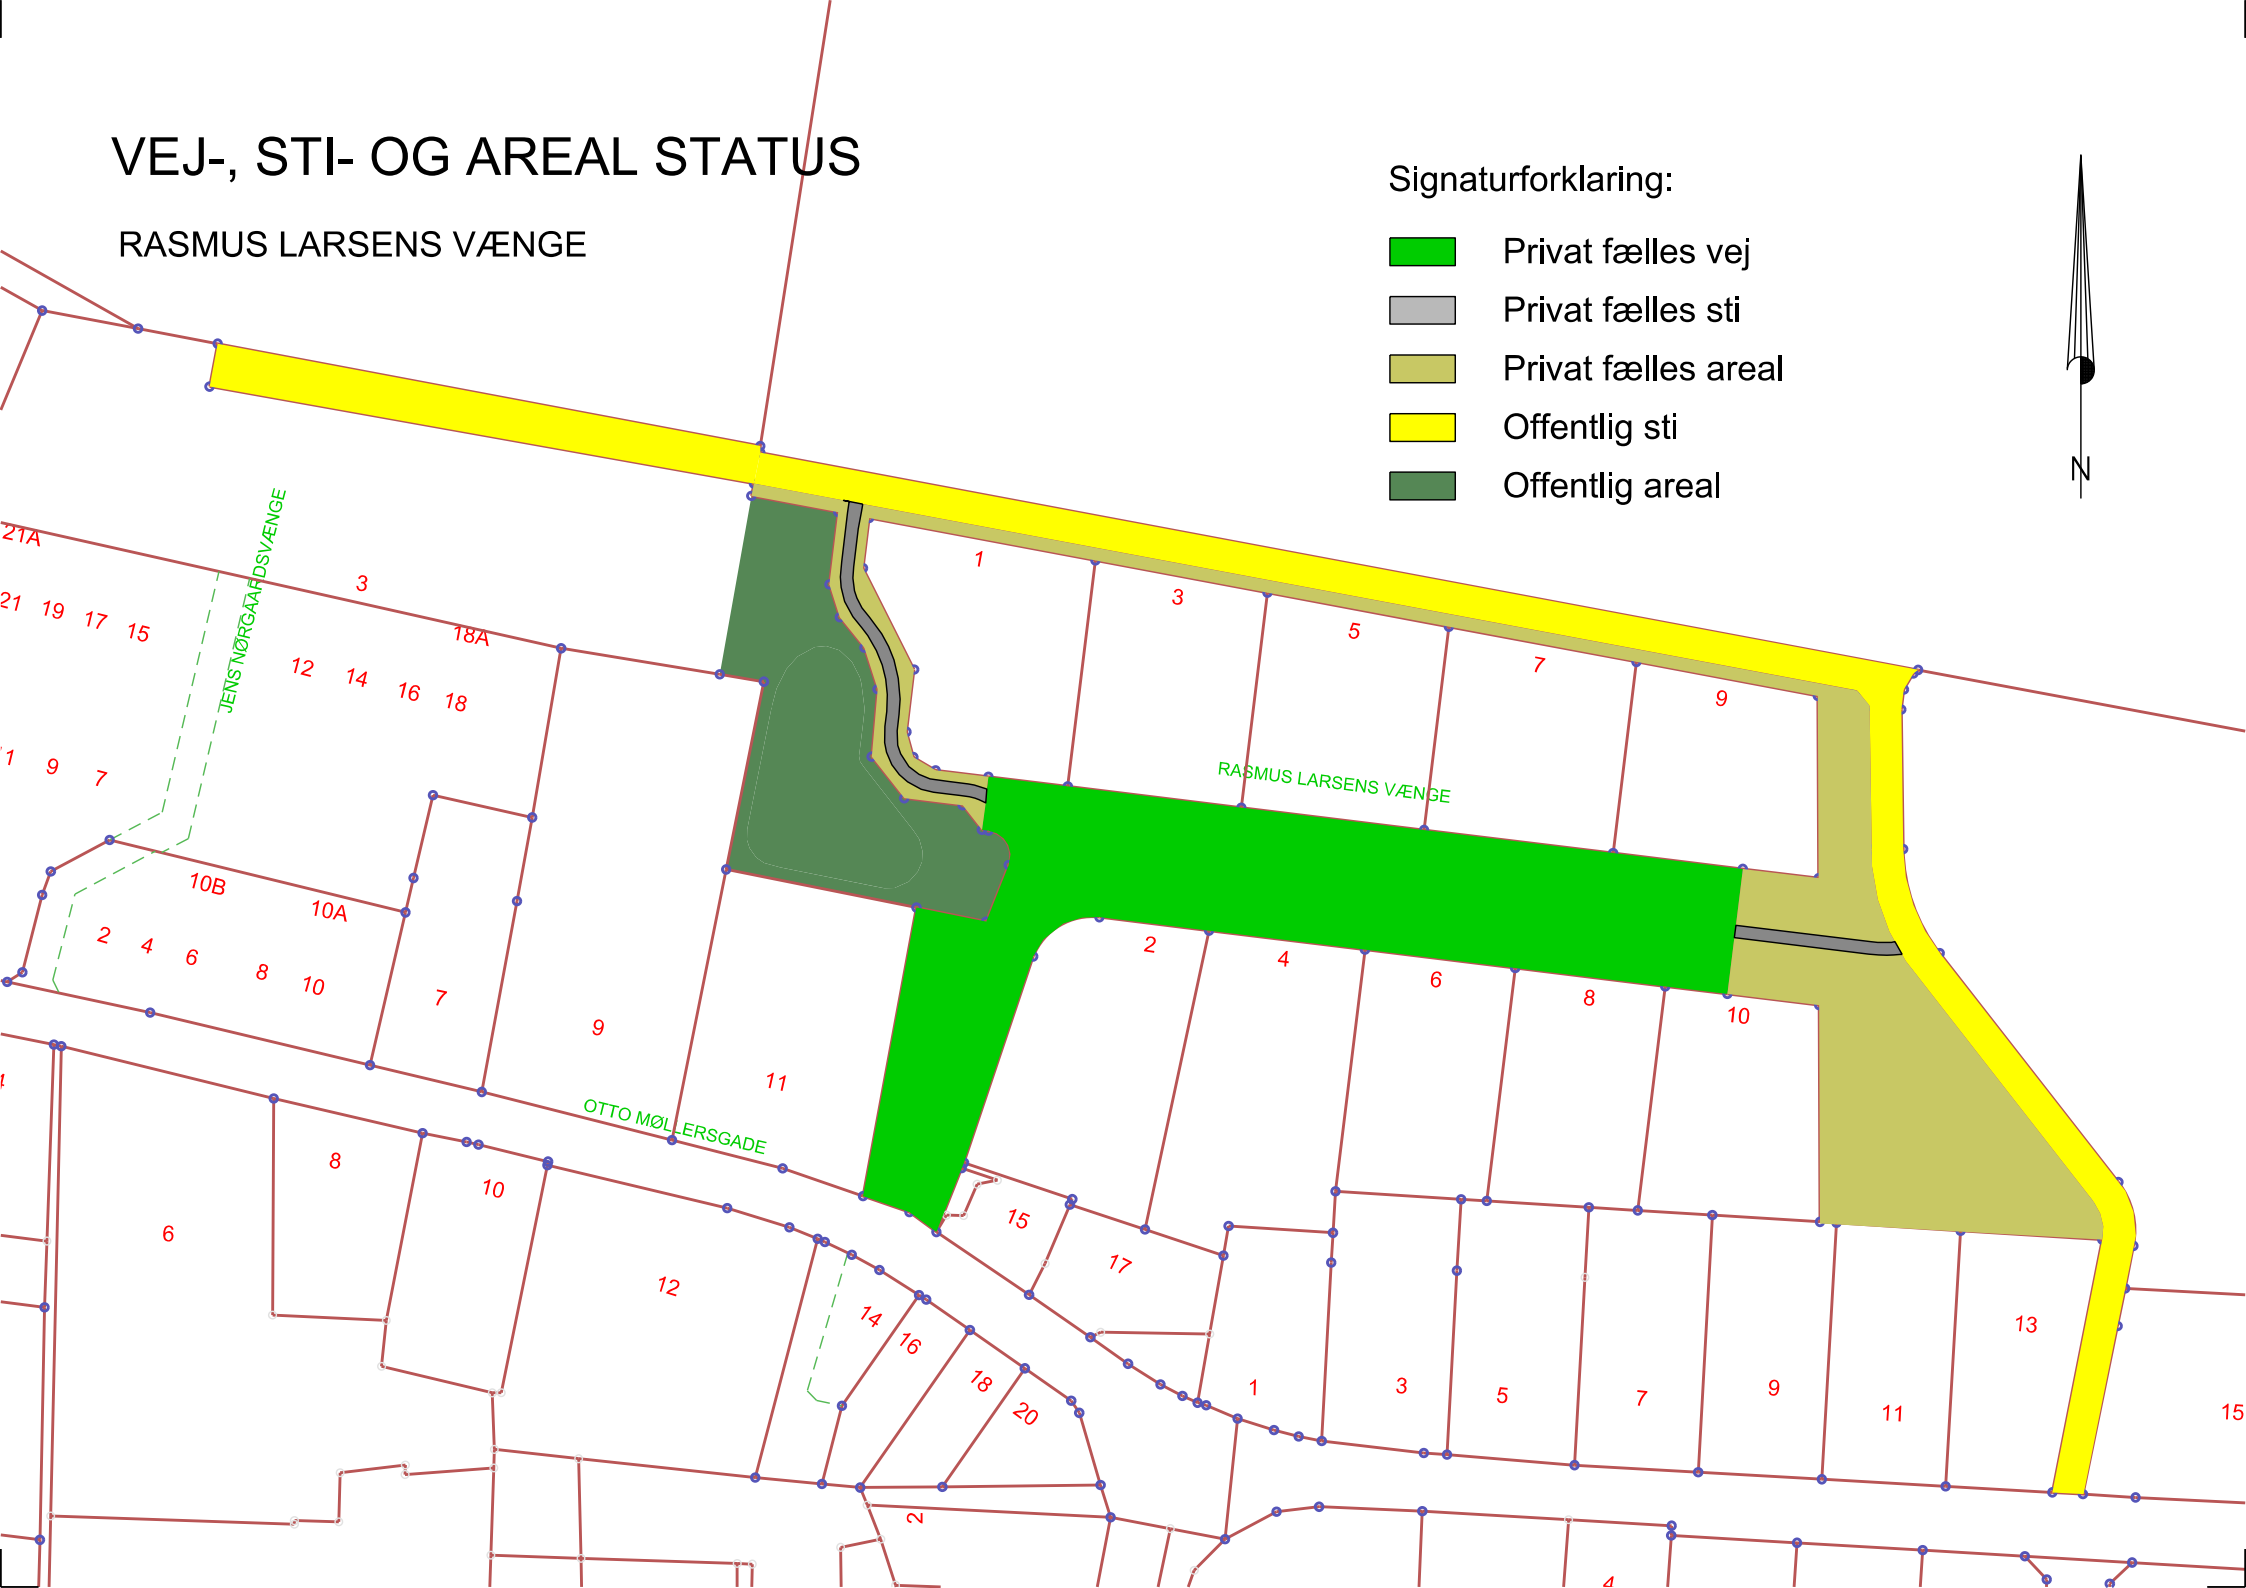 VEJ-, STI- OG AREAL STATUS
RASMUS LARSENS VÆNGE
Signaturforklaring:
Privat fælles vej
Privat fælles sti
Privat fælles areal
Offentlig sti
Offentlig areal
N
JENS NØRGAARDSVÆNGE
21A
3
18A
21 19 17 15
12 14 16 18
9 7
10B
10A
2 4 6 8 10
7
9
11
1
3
5
7
9
RASMUS LARSENS VÆNGE
2
4
6
8
10
OTTO MØLLERSGADE
6
8
10
12
14
16
18
20
15
17
1
3
5
7
9
11
13
15
2
4